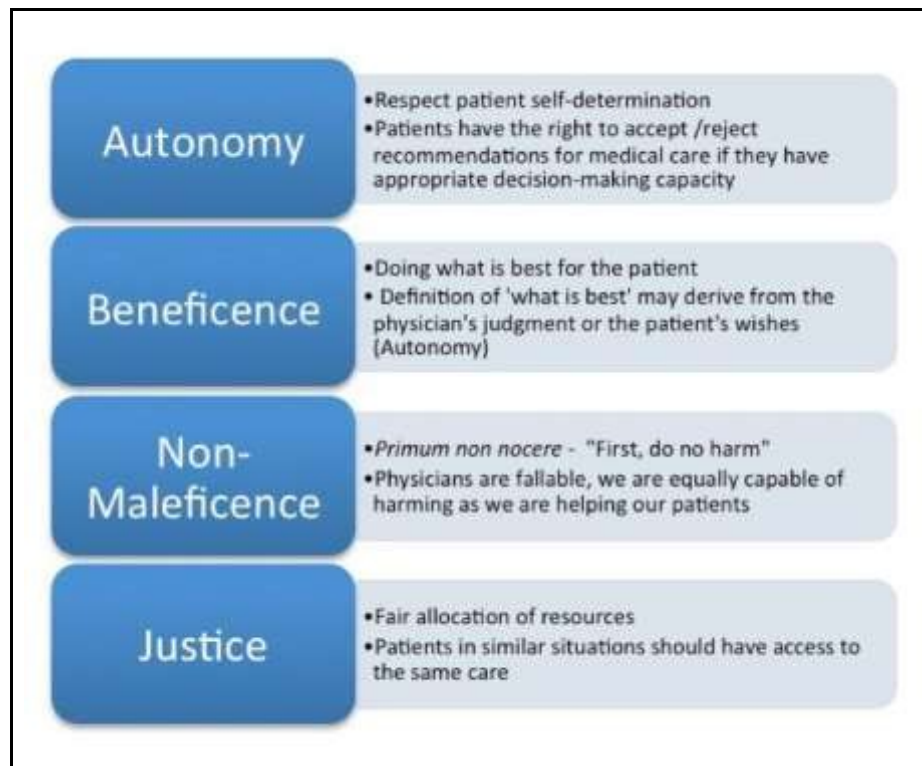 Autonomy
•Respect patient self-determination
•Patients have the right to accept /reject
recommendations for medical care if they have
appropriate decision-making capacity
Beneficence
•Doing what is best for the patient
• Definition of 'what is best' may derive from the
physician's judgment or the patient's wishes
(Autonomy)
Non-
Maleficence
•Primum non nocere - "First, do no harm"
•Physicians are fallable, we are equally capable of
harming as we are helping our patients
Justice
•Fair allocation of resources
•Patients in similar situations should have access to
the same care